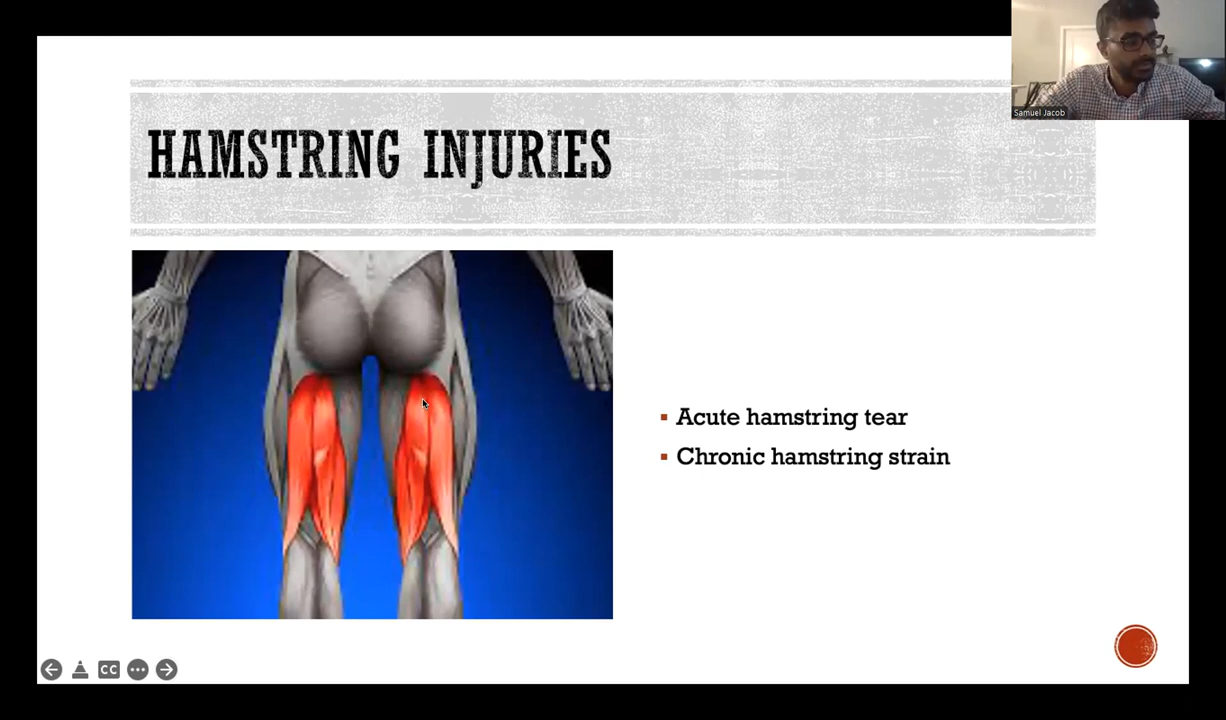 Samuel Jacob
HAMSTRING INJURIES
▪ Acute hamstring tear
▪ Chronic hamstring strain
CC